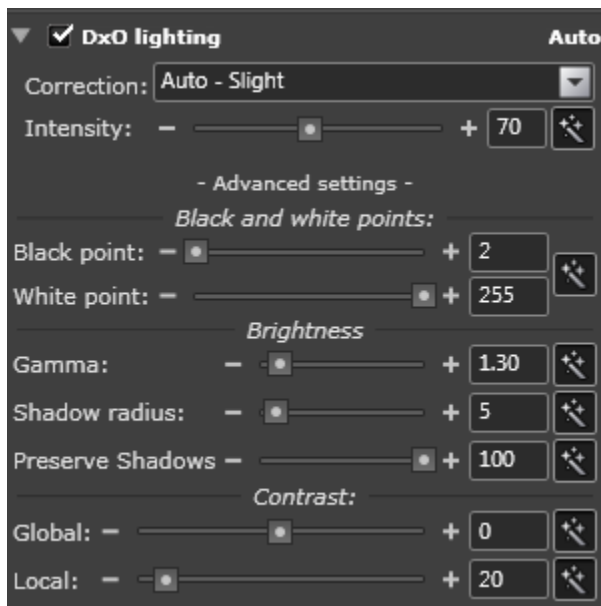 DxO lighting Auto
Correction: Auto - Slight
Intensity: − + 70
- Advanced settings -
Black and white points:
Black point: − + 2
White point: − + 255
Brightness
Gamma: − + 1.30
Shadow radius: − + 5
Preserve Shadows − + 100
Contrast:
Global: − + 0
Local: − + 20